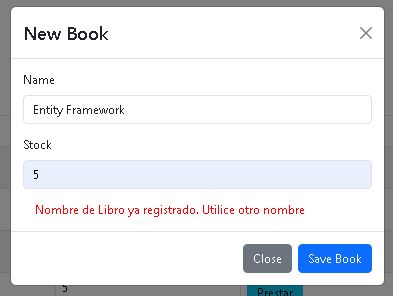 New Book
Name
Entity Framework
Stock
5
Nombre de Libro ya registrado. Utilice otro nombre
Close
Save Book
5
Prestar